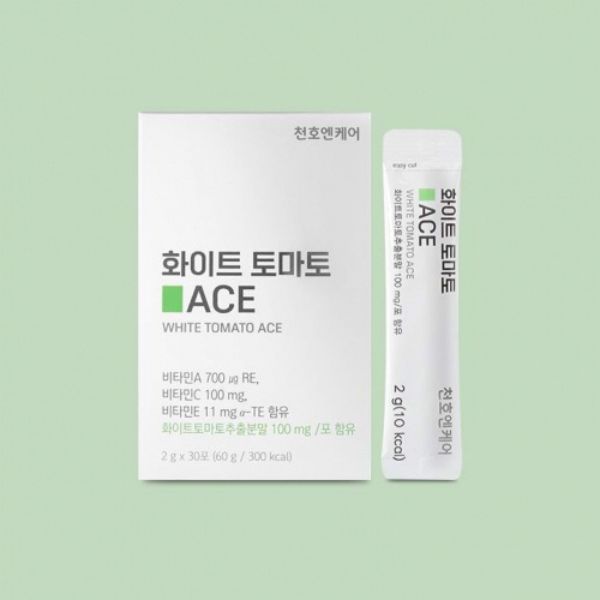 천호엔케어
화이트 토마토
ACE
WHITE TOMATO ACE
비타민A 700 ㎍ RE,
비타민C 100 mg,
비타민E 11 mg α-TE 함유
화이트토마토추출분말 100 mg /포 함유
2 g x 30포 (60 g / 300 kcal)
easy cut
화이트 토마토
ACE
WHITE TOMATO ACE
화이트토마토추출분말 100 mg/포 함유
2 g(10 kcal)
천호엔케어